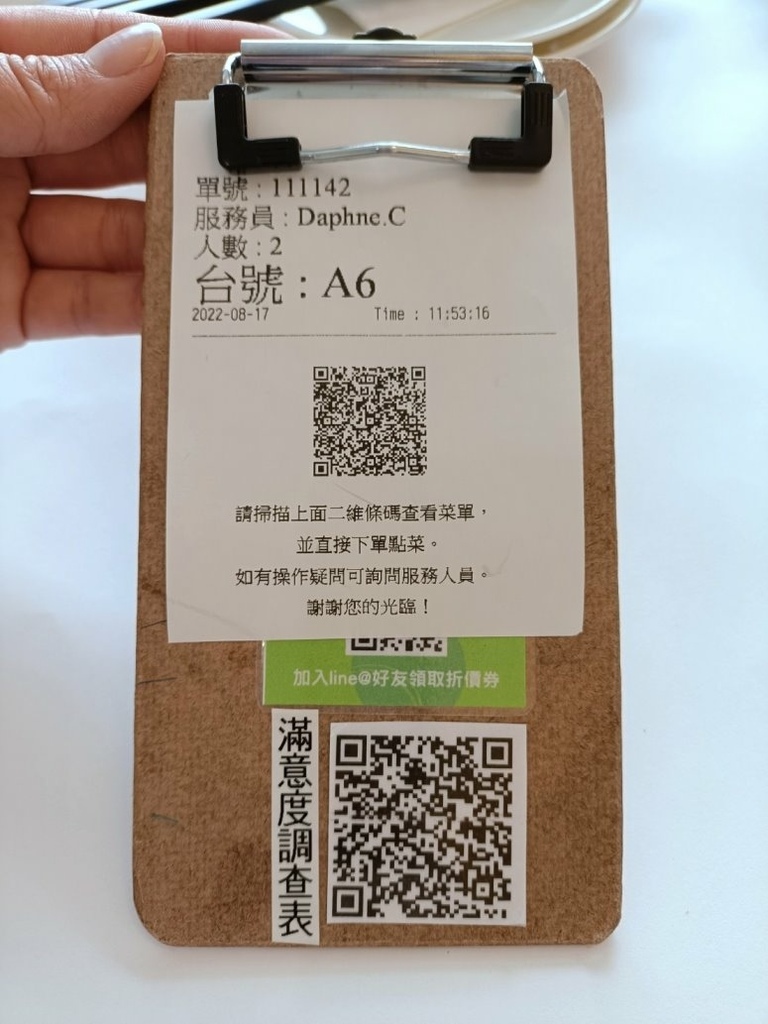 單號 : 111142
服務員 : Daphne.C
人數 : 2
台號 : A6
2022-08-17 Time : 11:53:16
請掃描上面二維條碼查看菜單，
並直接下單點菜。
如有操作疑問可詢問服務人員。
謝謝您的光臨！
加入line@好友領取折價券
滿意度調查表